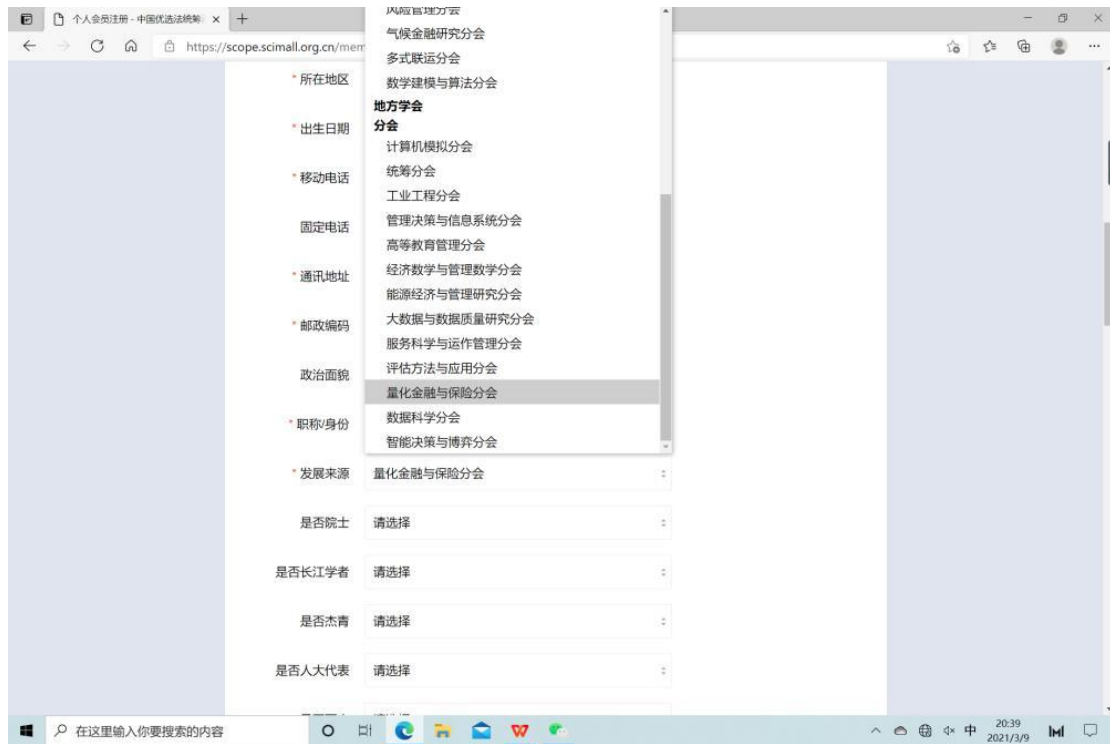 个人会员注册 - 中国优选法统筹
https://scope.scimall.org.cn/mem
风险管理分会
气候金融研究分会
多式联运分会
数学建模与算法分会
地方学会
分会
计算机模拟分会
统筹分会
工业工程分会
管理决策与信息系统分会
高等教育管理分会
经济数学与管理数学分会
能源经济与管理研究分会
大数据与数据质量研究分会
服务科学与运作管理分会
评估方法与应用分会
量化金融与保险分会
数据科学分会
智能决策与博弈分会
* 所在地区
* 出生日期
* 移动电话
固定电话
* 通讯地址
* 邮政编码
政治面貌
* 职称/身份
* 发展来源 量化金融与保险分会
是否院士 请选择
是否长江学者 请选择
是否杰青 请选择
是否人大代表 请选择
在这里输入你要搜索的内容
中
20:39
2021/3/9